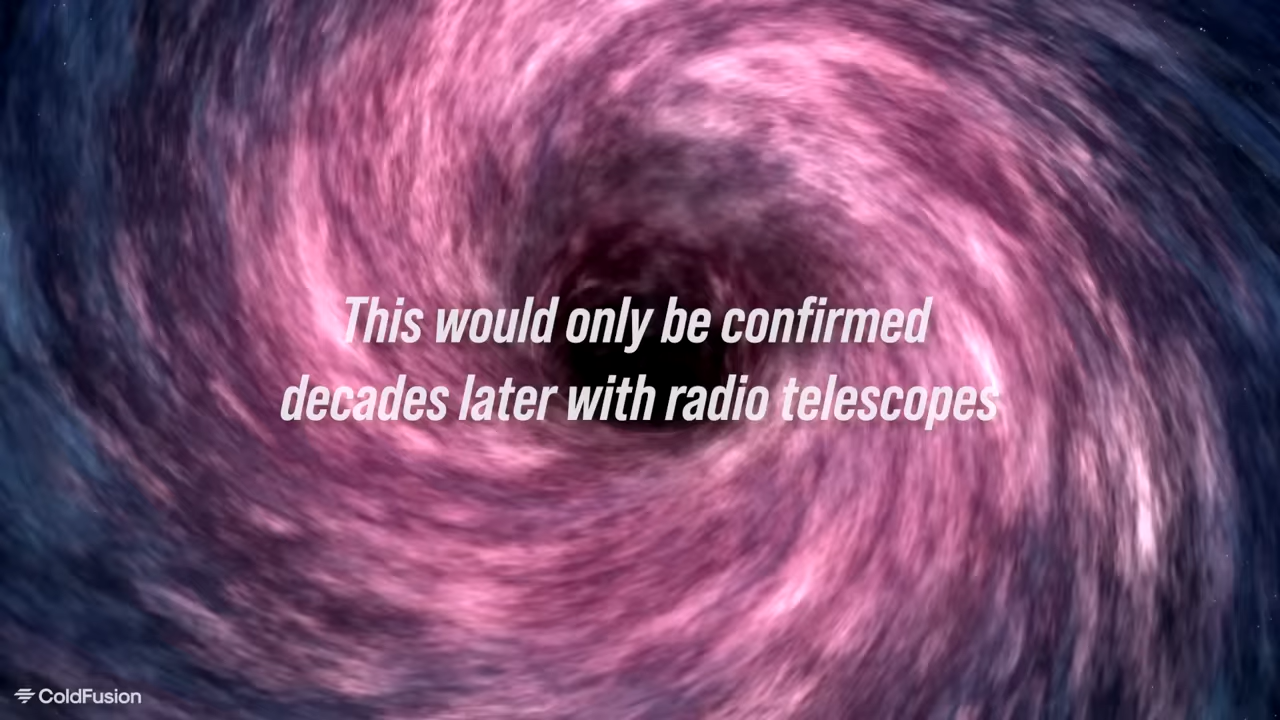 This would only be confirmed
decades later with radio telescopes
ColdFusion